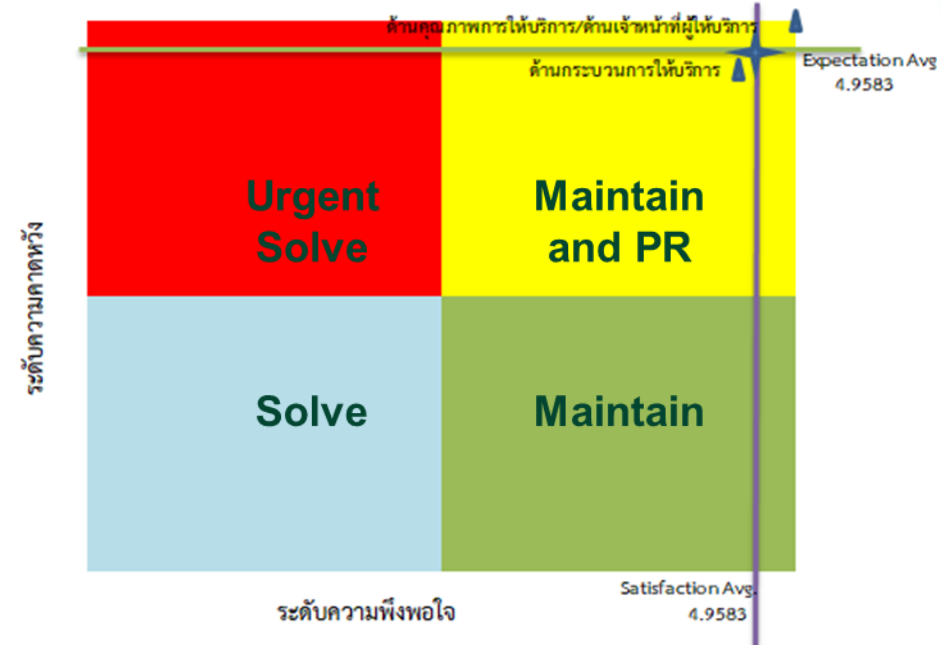 ด้านคุณภาพการให้บริการ/ด้านเจ้าหน้าที่ผู้ให้บริการ
ด้านกระบวนการให้บริการ
Expectation Avg
4.9583
Urgent
Solve
Maintain
and PR
ระดับความคาดหวัง
Solve
Maintain
Satisfaction Avg.
4.9583
ระดับความพึงพอใจ